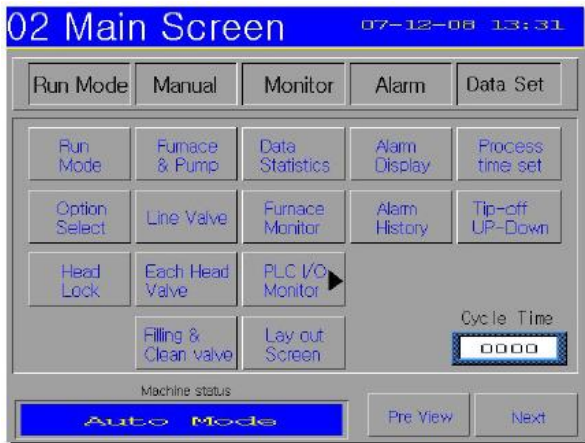 02 Main Screen 07-12-08 13:31
Run Mode Manual Monitor Alarm Data Set
Run Mode
Furnace & Pump
Data Statistics
Alarm Display
Process time set
Option Select
Line Valve
Furnace Monitor
Alarm History
Tip-off UP-Down
Head Lock
Each Head Valve
PLC I/O Monitor
Filling & Clean valve
Lay out Screen
Cycle Time
0000
Machine status
Auto Mode
Pre View
Next